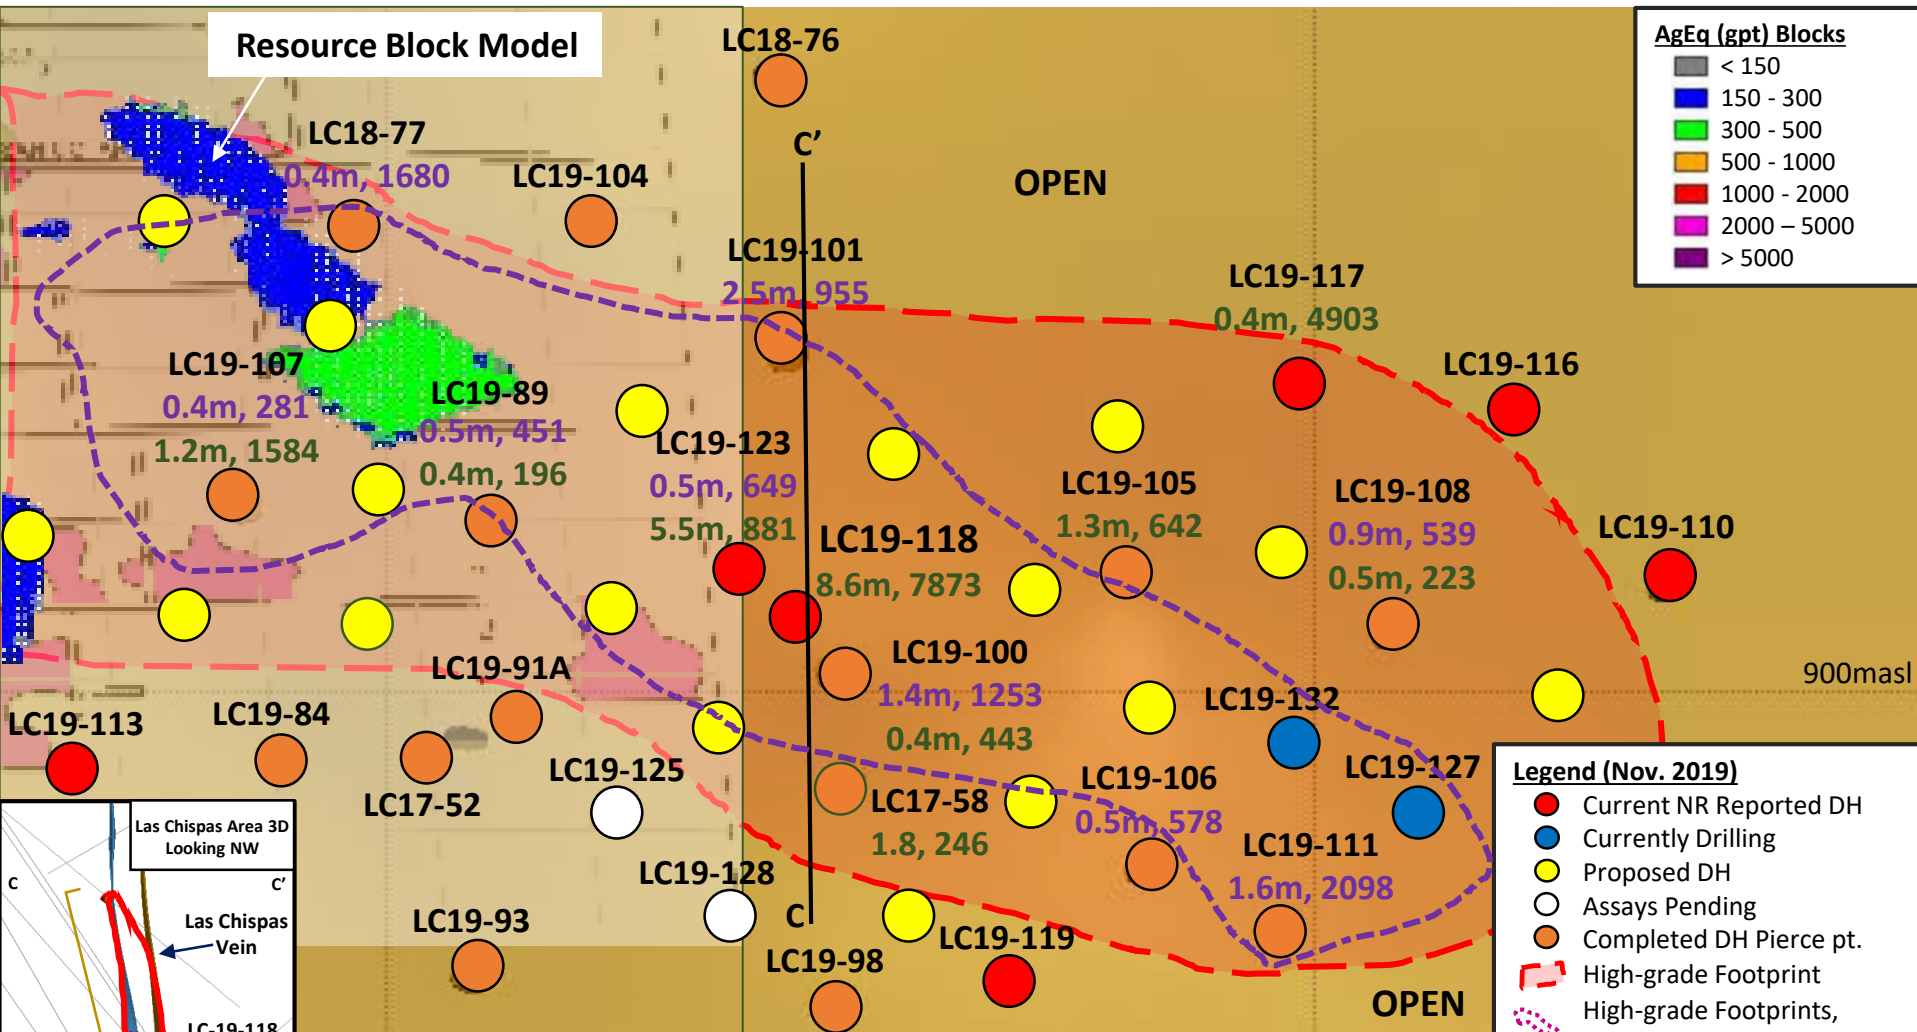 Resource Block Model
LC18-76
AgEq (gpt) Blocks
< 150
150 - 300
300 - 500
500 - 1000
1000 - 2000
2000 – 5000
> 5000
LC18-77
0.4m, 1680
LC19-104
C’
OPEN
LC19-101
2.5m, 955
LC19-117
0.4m, 4903
LC19-116
LC19-107
0.4m, 281
1.2m, 1584
LC19-89
0.5m, 451
0.4m, 196
LC19-123
0.5m, 649
5.5m, 881
LC19-118
8.6m, 7873
LC19-105
1.3m, 642
LC19-108
0.9m, 539
0.5m, 223
LC19-110
LC19-100
1.4m, 1253
0.4m, 443
900masl
LC19-91A
LC19-132
LC19-113
LC19-84
LC17-52
LC19-125
LC17-58
1.8, 246
LC19-106
0.5m, 578
LC19-127
LC19-111
1.6m, 2098
LC19-128
C
LC19-93
LC19-98
LC19-119
OPEN
Legend (Nov. 2019)
Current NR Reported DH
Currently Drilling
Proposed DH
Assays Pending
Completed DH Pierce pt.
High-grade Footprint
High-grade Footprints,
Las Chispas Area 3D
Looking NW
C
C’
Las Chispas
Vein
LC-19-118